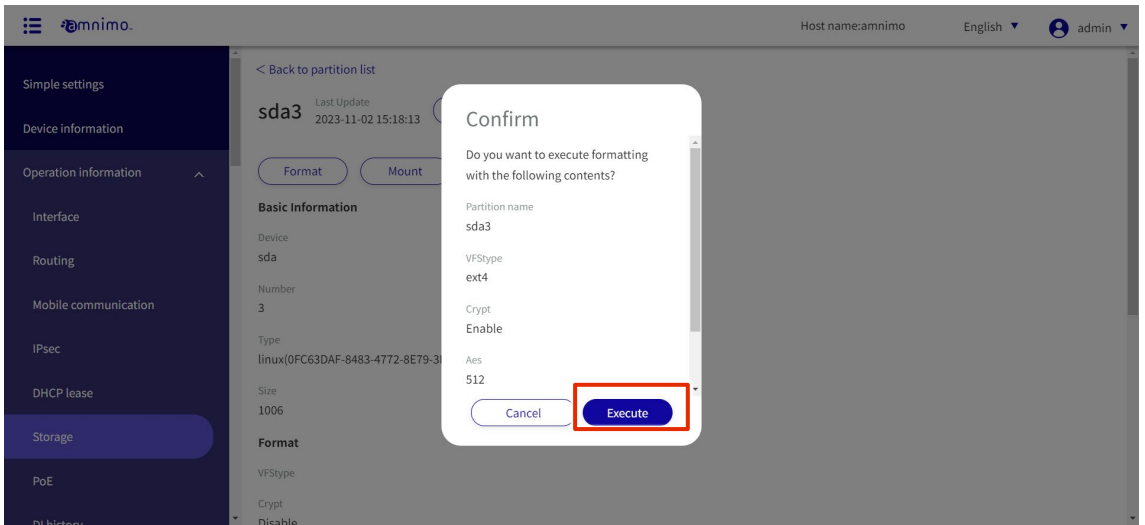 amnimo
Host name:amnimo
English
admin
Simple settings
Device information
Operation information
Interface
Routing
Mobile communication
IPsec
DHCP lease
Storage
PoE
DI history
< Back to partition list
sda3
Last Update
2023-11-02 15:18:13
Format
Mount
Basic Information
Device
sda
Number
3
Type
linux(0FC63DAF-8483-4772-8E79-3
Size
1006
Format
VFStype
Crypt
Disable
Confirm
Do you want to execute formatting
with the following contents?
Partition name
sda3
VFStype
ext4
Crypt
Enable
Aes
512
Cancel
Execute